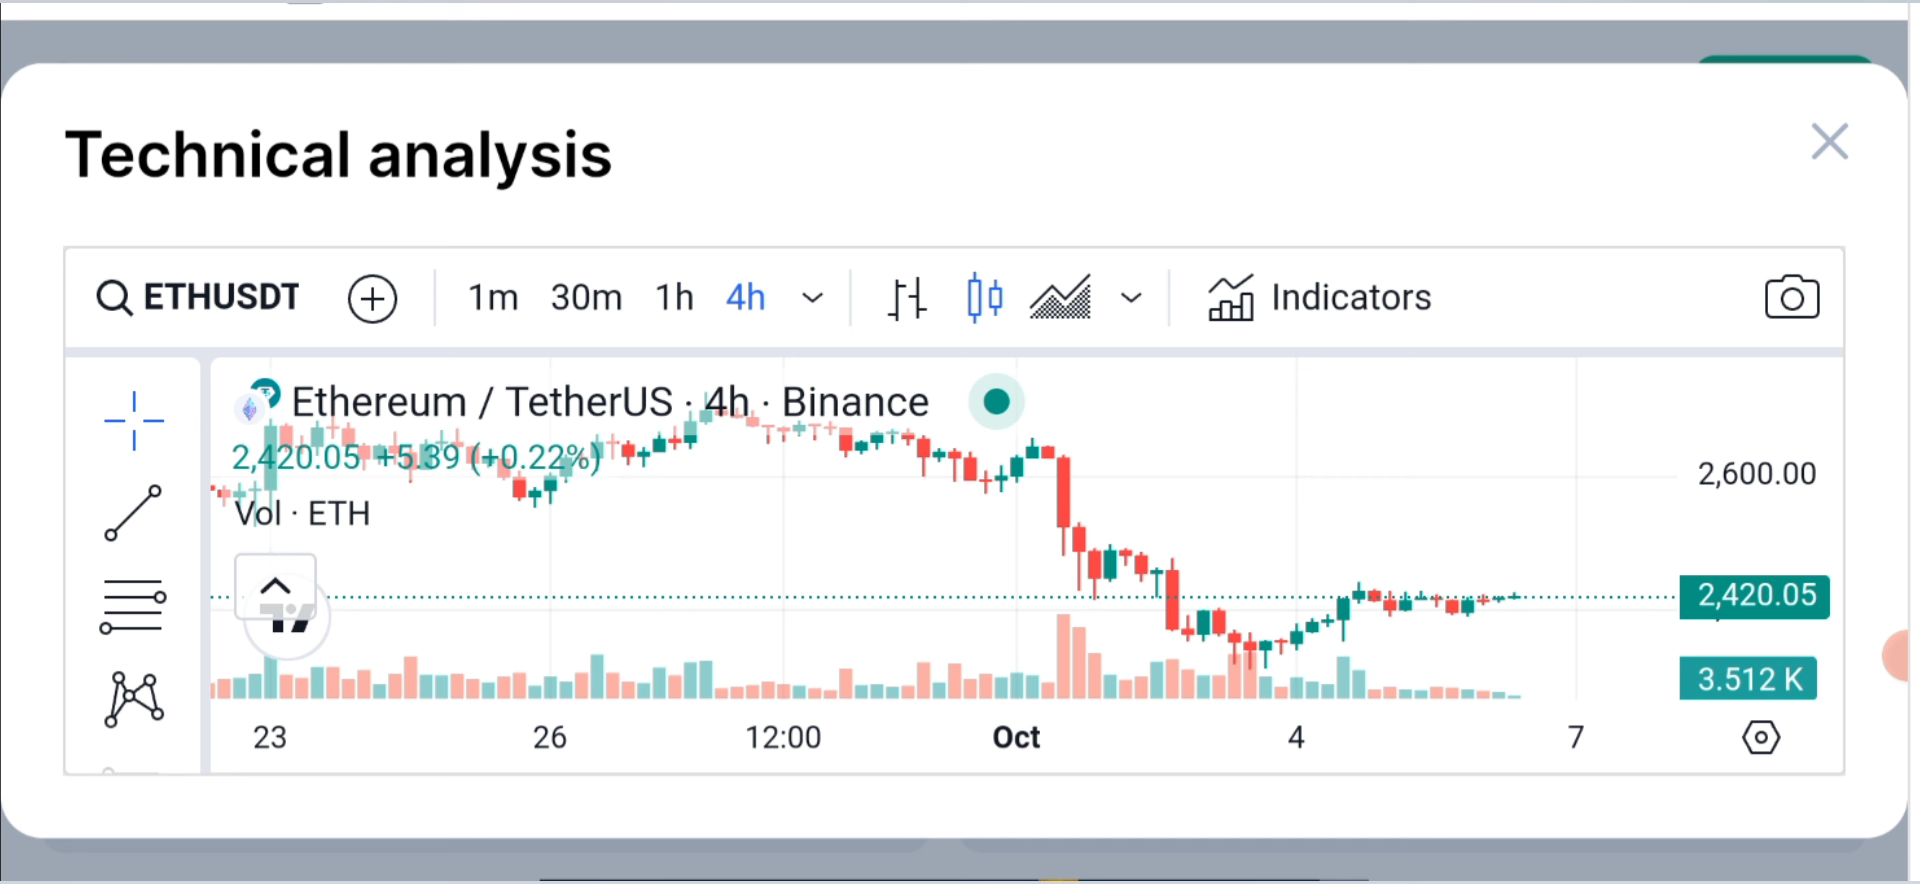 Technical analysis
ETHUSDT 1m 30m 1h 4h Indicators
Ethereum / TetherUS · 4h · Binance
2,420.05 +5.39 (+0.22%)
Vol · ETH
2,600.00
2,420.05
3.512 K
23 26 12:00 Oct 4 7